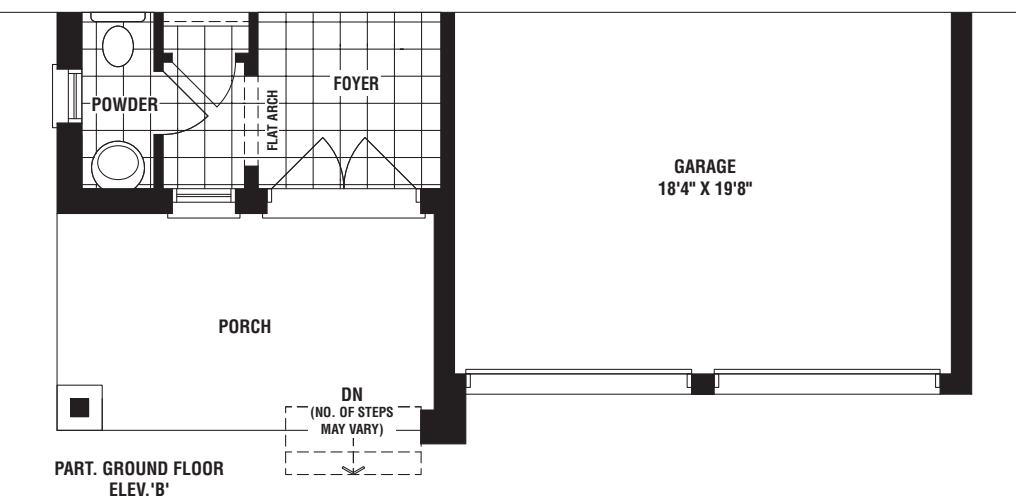 POWDER
FOYER
FLAT ARCH
GARAGE
18'4" X 19'8"
PORCH
DN
(NO. OF STEPS
MAY VARY)
PART. GROUND FLOOR
ELEV.'B'